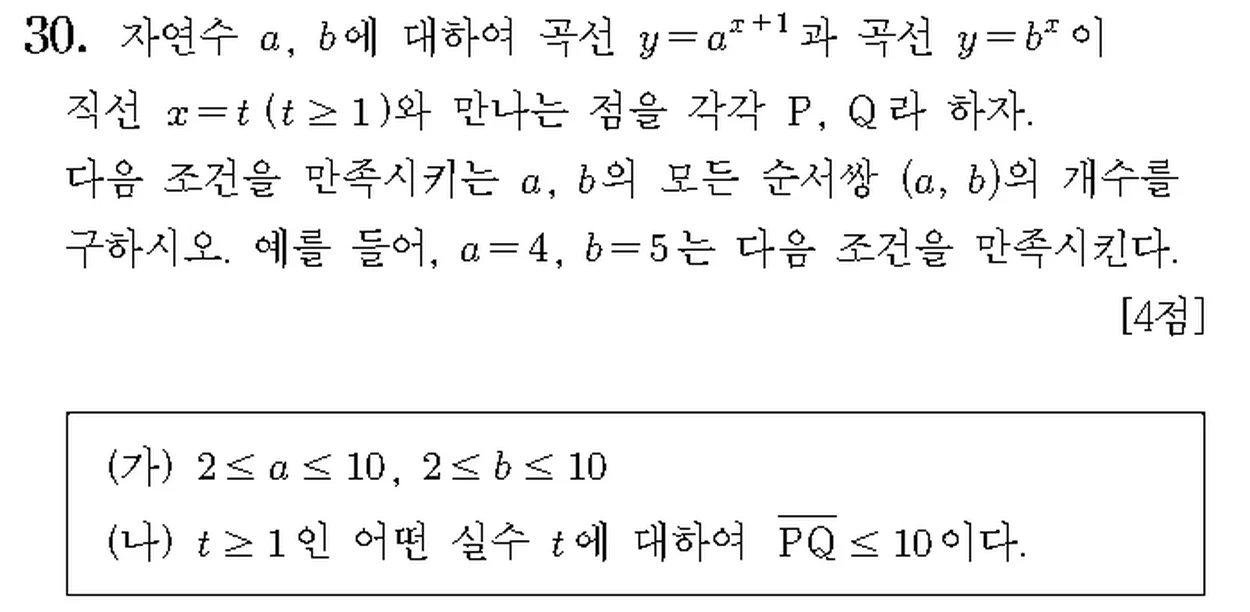 30. 자연수 a, b에 대하여 곡선 y=a^{x+1}과 곡선 y=b^x이
직선 x=t (t≥1)와 만나는 점을 각각 P, Q라 하자.
다음 조건을 만족시키는 a, b의 모든 순서쌍 (a, b)의 개수를
구하시오. 예를 들어, a=4, b=5는 다음 조건을 만족시킨다.
[4점]
(가) 2≤a≤10, 2≤b≤10
(나) t≥1인 어떤 실수 t에 대하여 \overline{PQ}≤10이다.